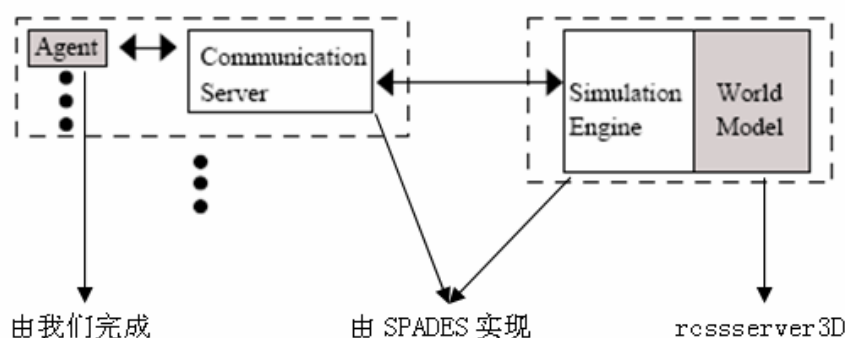 Agent
Communication
Server
Simulation
Engine
World
Model
由我们完成
由 SPADES 实现
rcssserver3D